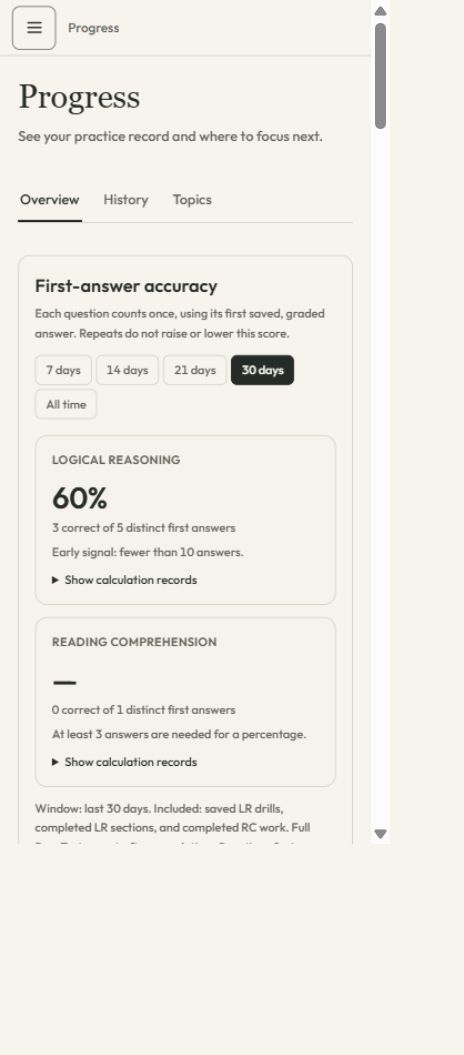 Progress
Progress
See your practice record and where to focus next.
Overview History Topics
First-answer accuracy
Each question counts once, using its first saved, graded
answer. Repeats do not raise or lower this score.
7 days 14 days 21 days 30 days
All time
LOGICAL REASONING
60%
3 correct of 5 distinct first answers
Early signal: fewer than 10 answers.
Show calculation records
READING COMPREHENSION
—
0 correct of 1 distinct first answers
At least 3 answers are needed for a percentage.
Show calculation records
Window: last 30 days. Included: saved LR drills,
completed LR sections, and completed RC work. Full